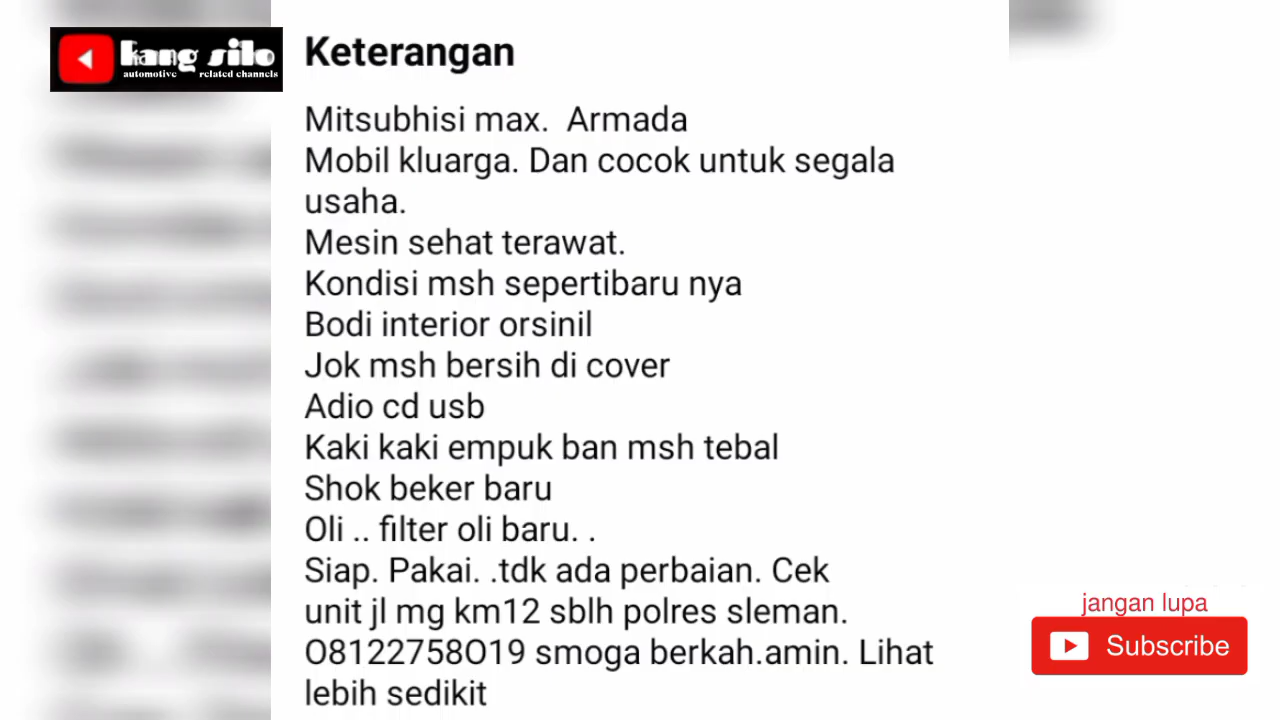 kang silo
automotive related channels
Keterangan
Mitsubhisi max. Armada
Mobil kluarga. Dan cocok untuk segala
usaha.
Mesin sehat terawat.
Kondisi msh sepertibaru nya
Bodi interior orsinil
Jok msh bersih di cover
Adio cd usb
Kaki kaki empuk ban msh tebal
Shok beker baru
Oli .. filter oli baru. .
Siap. Pakai. .tdk ada perbaian. Cek
unit jl mg km12 sblh polres sleman.
O8122758O19 smoga berkah.amin. Lihat
lebih sedikit
jangan lupa
Subscribe